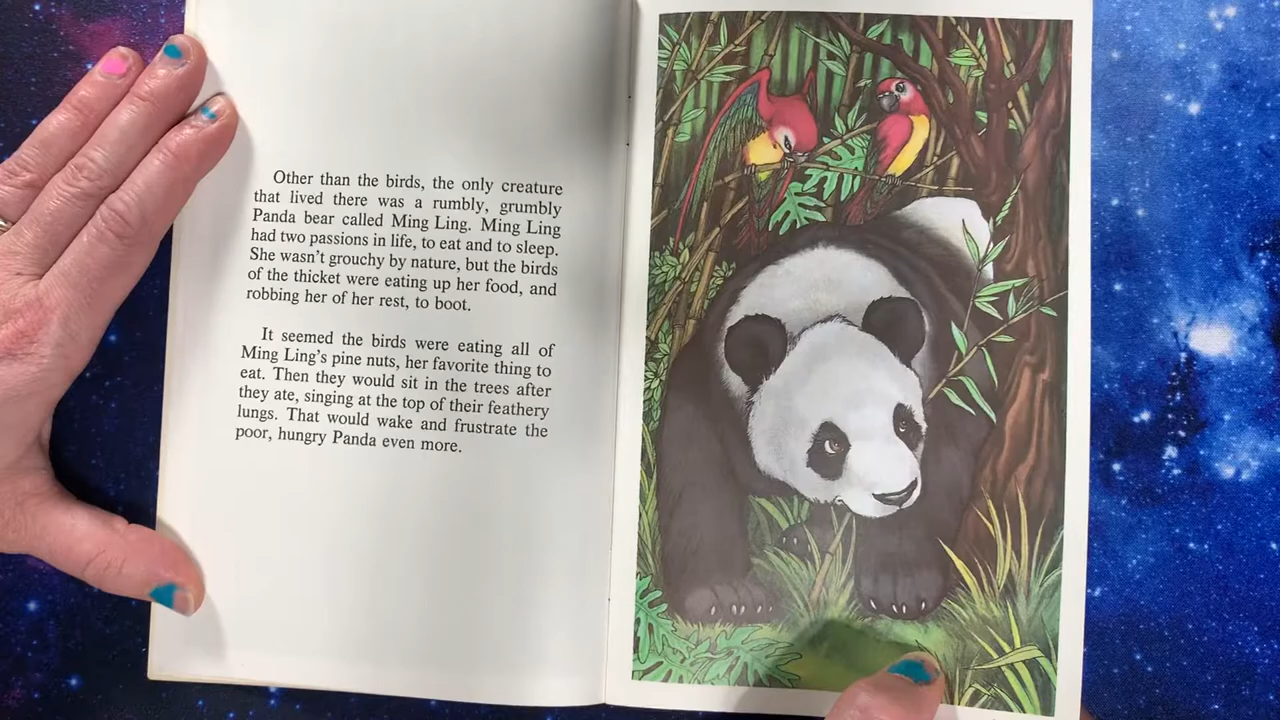 Other than the birds, the only creature
that lived there was a rumbly, grumbly
Panda bear called Ming Ling. Ming Ling
had two passions in life, to eat and to sleep.
She wasn't grouchy by nature, but the birds
of the thicket were eating up her food, and
robbing her of her rest, to boot.
It seemed the birds were eating all of
Ming Ling's pine nuts, her favorite thing to
eat. Then they would sit in the trees after
they ate, singing at the top of their feathery
lungs. That would wake and frustrate the
poor, hungry Panda even more.